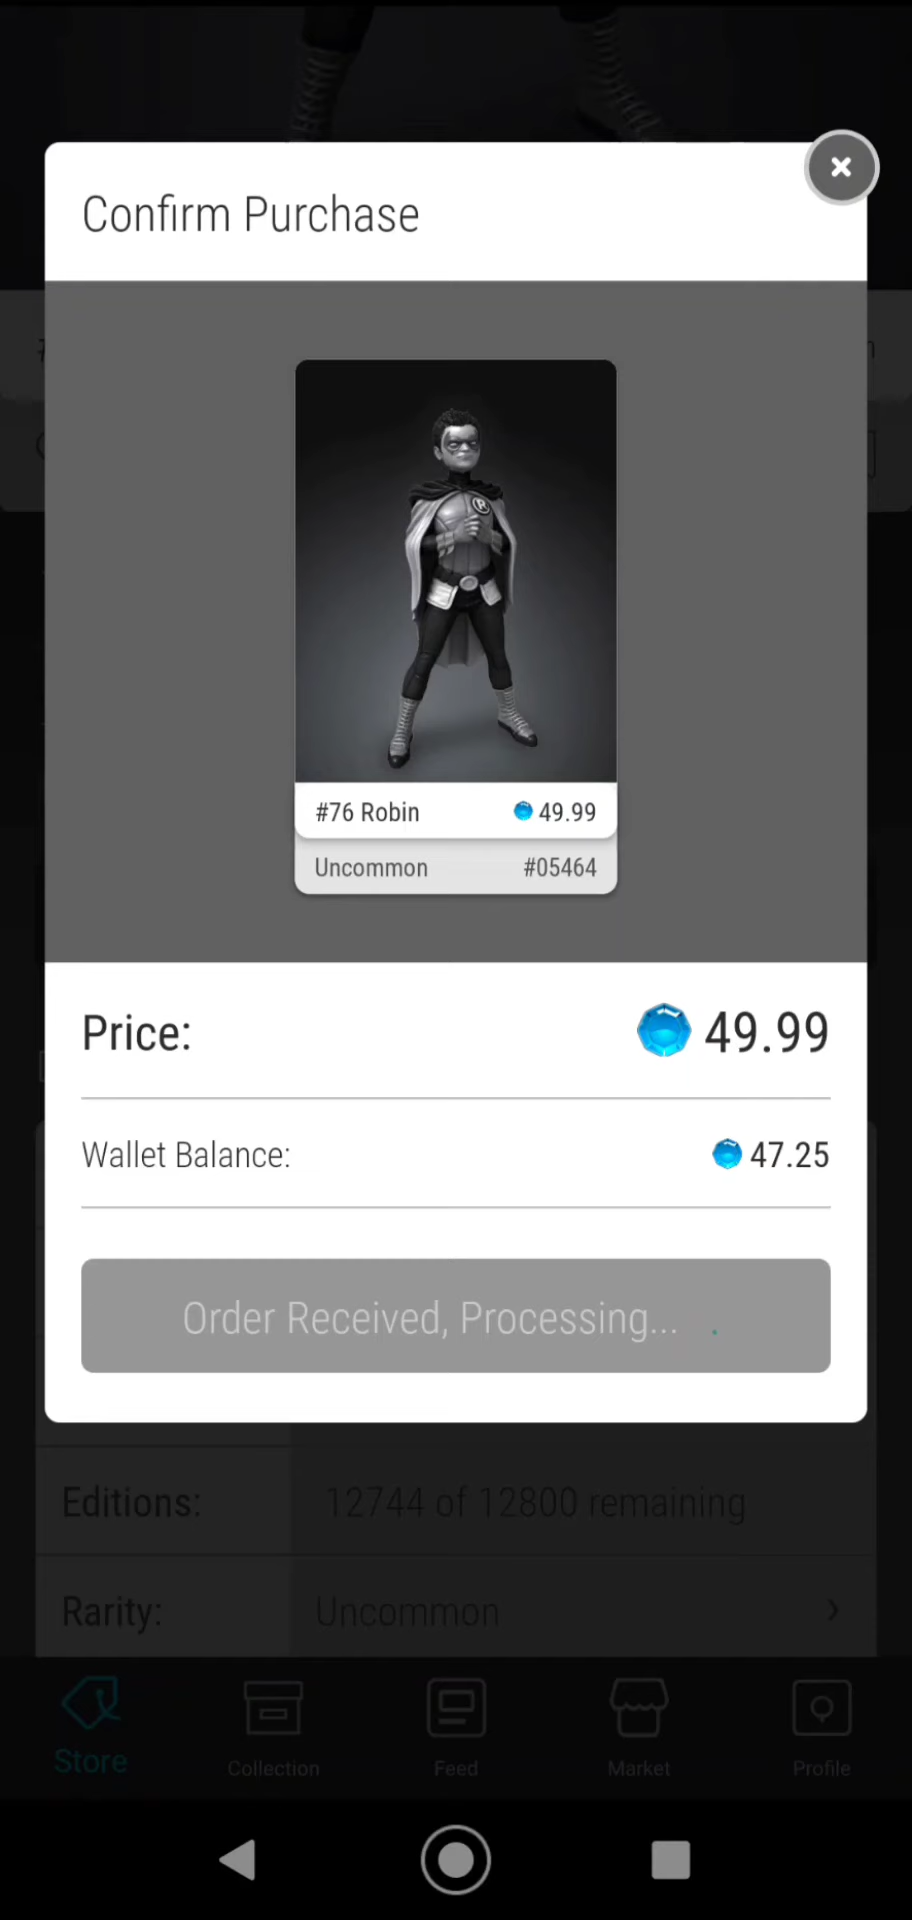 Confirm Purchase
R
#76 Robin 49.99
Uncommon #05464
Price: 49.99
Wallet Balance: 47.25
Order Received, Processing...
Editions: 12744 of 12800 remaining
Rarity: Uncommon
Store Collection Feed Market Profile